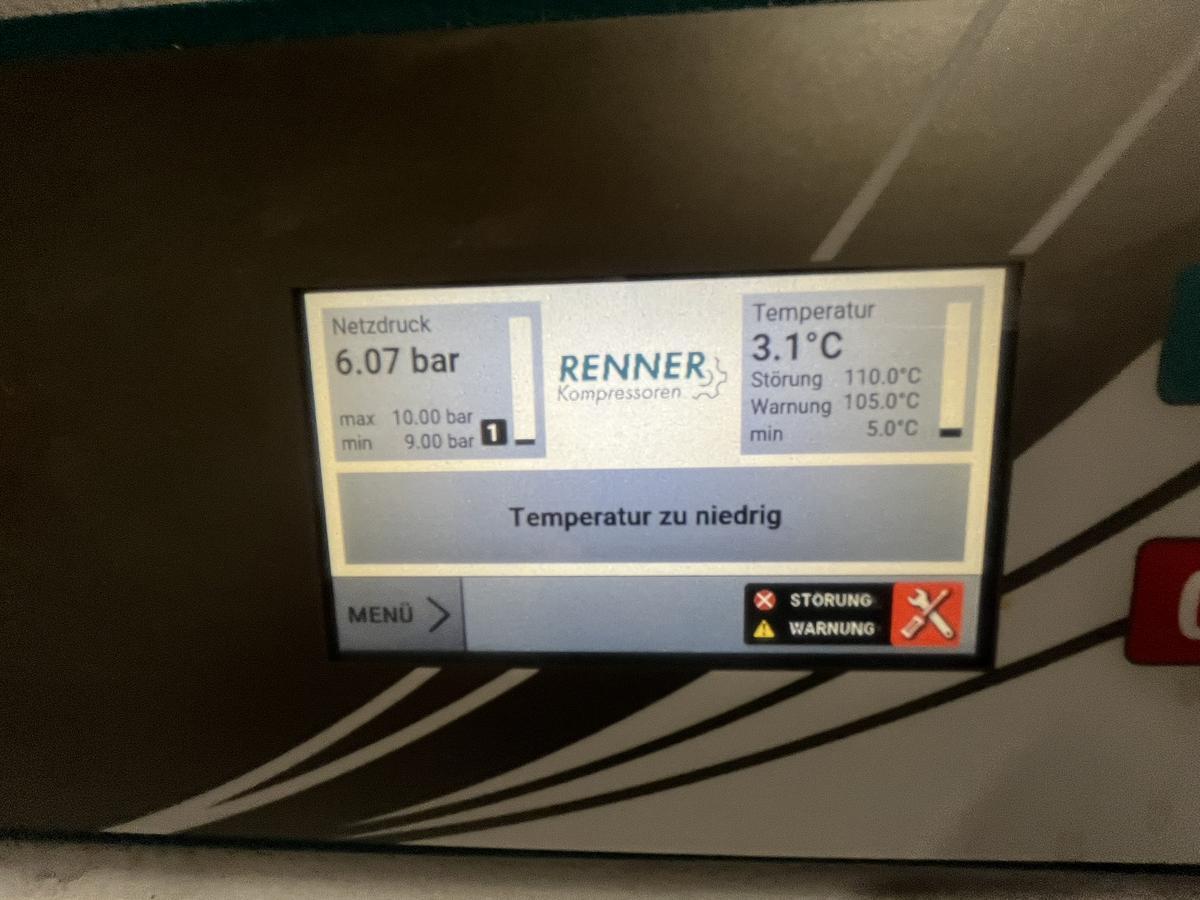 Netzdruck
6.07 bar
max 10.00 bar
min 9.00 bar
1
RENNER
Kompressoren
Temperatur
3.1°C
Störung 110.0°C
Warnung 105.0°C
min 5.0°C
Temperatur zu niedrig
MENÜ
STÖRUNG
WARNUNG